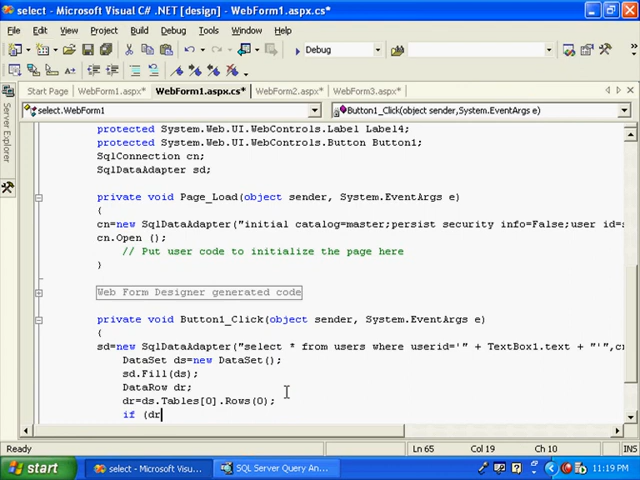 select - Microsoft Visual C# .NET [design] - WebForm1.aspx.cs*
File Edit View Project Build Debug Tools Window Help
Debug
Start Page WebForm1.aspx* WebForm1.aspx.cs* WebForm2.aspx* WebForm3.aspx*
select.WebForm1 Button1_Click(object sender,System.EventArgs e)
Server Explorer
protected System.Web.UI.WebControls.Label Label4;
protected System.Web.UI.WebControls.Button Button1;
SqlConnection cn;
SqlDataAdapter sd;
private void Page_Load(object sender, System.EventArgs e)
{
cn=new SqlDataAdapter("initial catalog=master;persist security info=False;user id=s
cn.Open ();
// Put user code to initialize the page here
}
Web Form Designer generated code
private void Button1_Click(object sender, System.EventArgs e)
{
sd=new SqlDataAdapter("select * from users where userid='" + TextBox1.text + "'",c
DataSet ds=new DataSet();
sd.Fill(ds);
DataRow dr;
dr=ds.Tables[0].Rows(0);
if (dr
Ready Ln 65 Col 19 Ch 10
start select - Microsoft Visu... SQL Server Query An... 11:19 PM